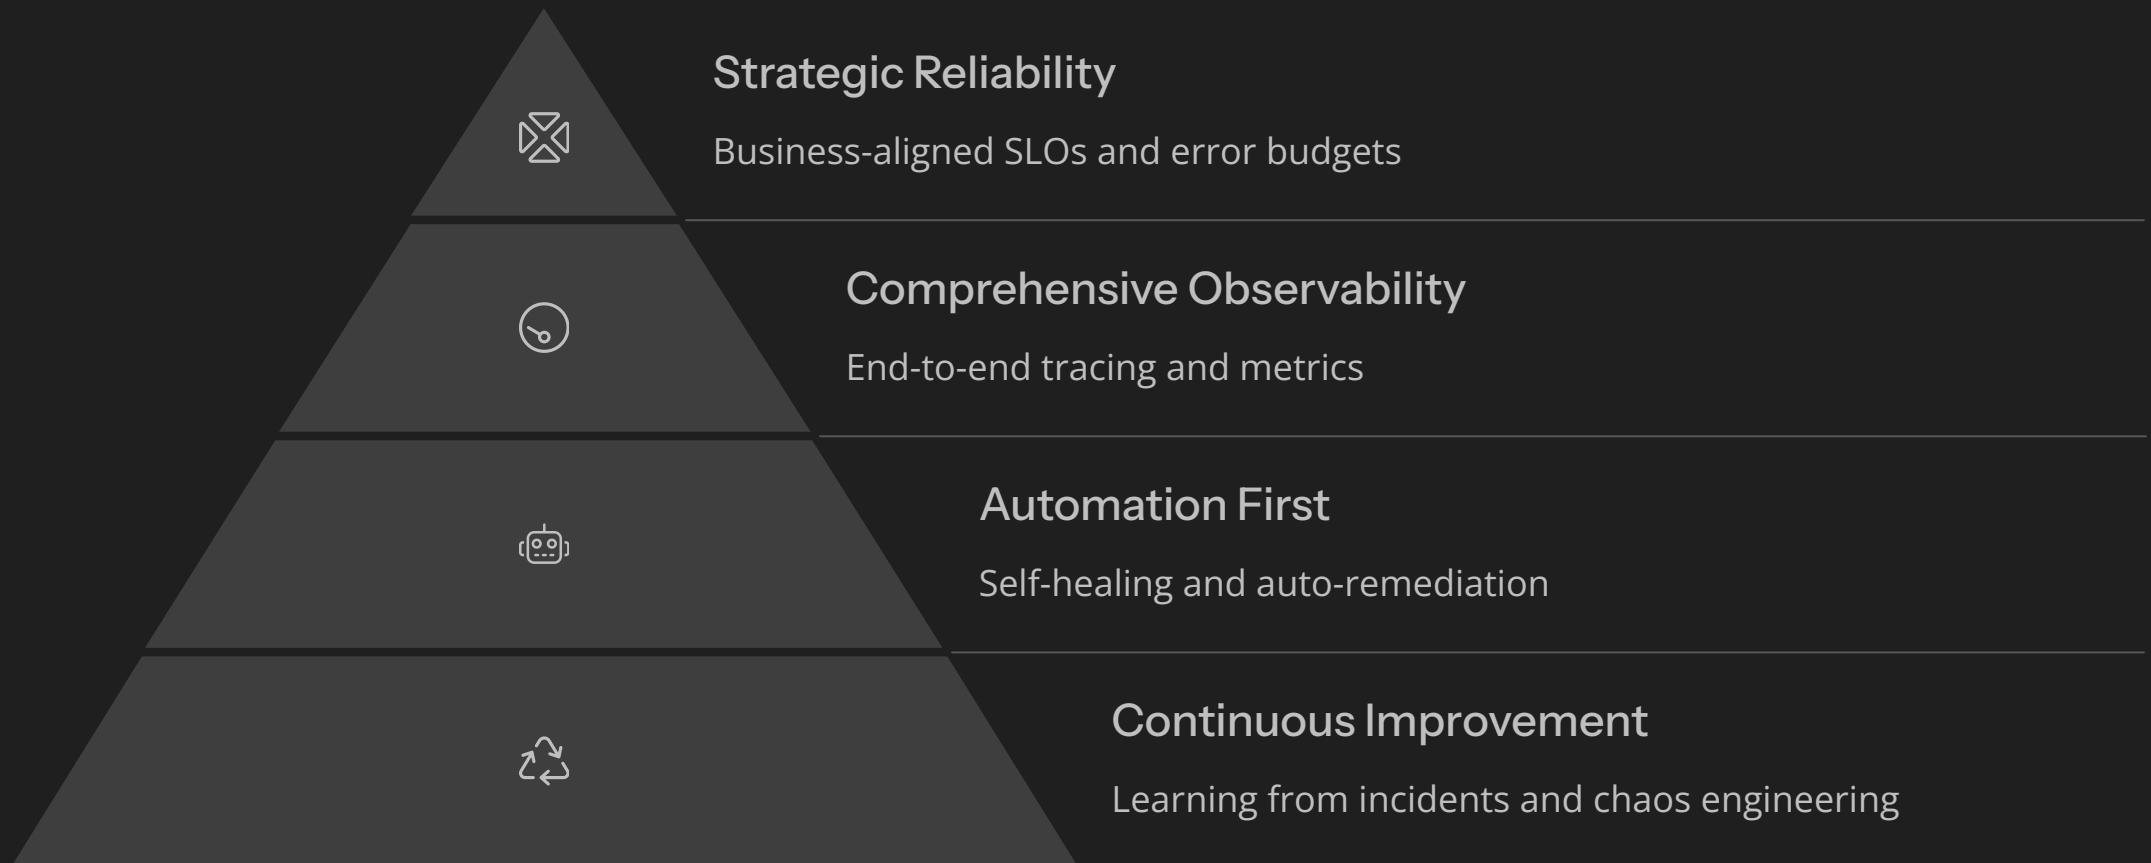 Strategic Reliability
Business-aligned SLOs and error budgets
Comprehensive Observability
End-to-end tracing and metrics
Automation First
Self-healing and auto-remediation
Continuous Improvement
Learning from incidents and chaos engineering